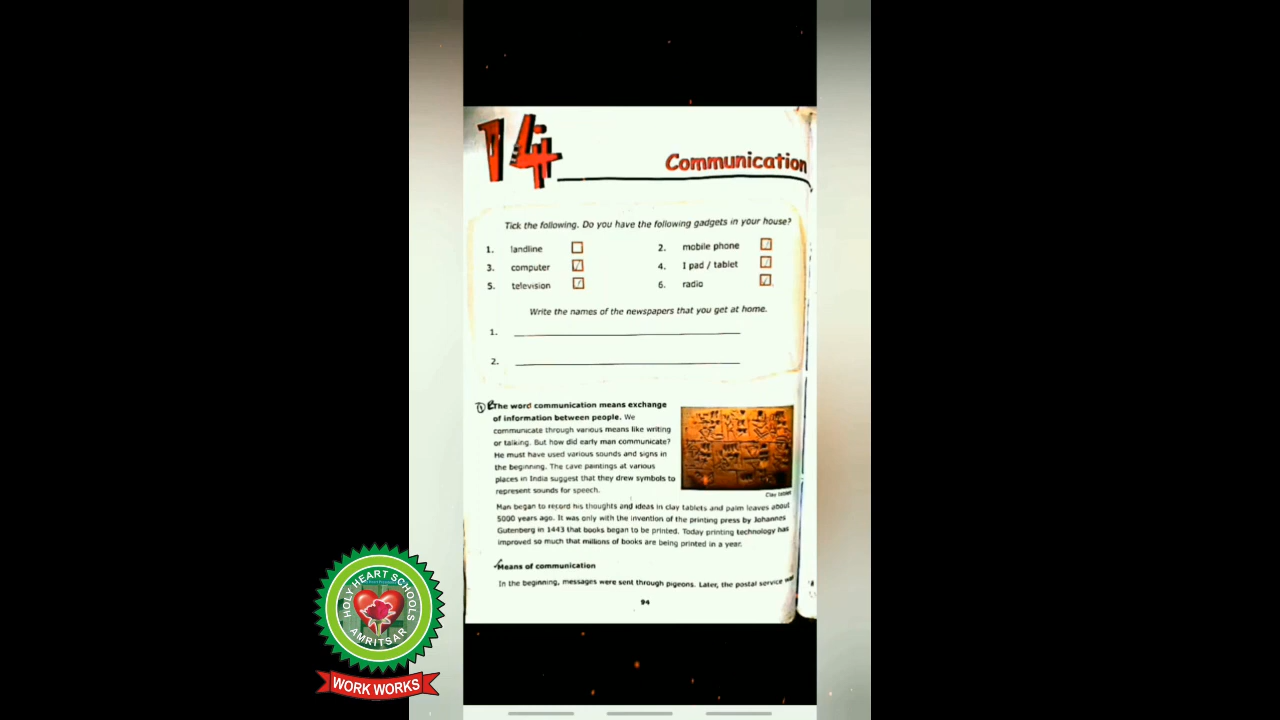 14
Communication
Tick the following. Do you have the following gadgets in your house?
1. landline 2. mobile phone
3. computer 4. I pad / tablet
5. television 6. radio
Write the names of the newspapers that you get at home.
1.
2.
① The word communication means exchange
of information between people. We
communicate through various means like writing
or talking. But how did early man communicate?
He must have used various sounds and signs in
the beginning. The cave paintings at various
places in India suggest that they drew symbols to
represent sounds for speech.
Clay tablet
Man began to record his thoughts and ideas in clay tablets and palm leaves about
5000 years ago. It was only with the invention of the printing press by Johannes
Gutenberg in 1443 that books began to be printed. Today printing technology has
improved so much that millions of books are being printed in a year.
Means of communication
In the beginning, messages were sent through pigeons. Later, the postal service was
94
HOLY HEART SCHOOLS
AMRITSAR
WORK WORKS